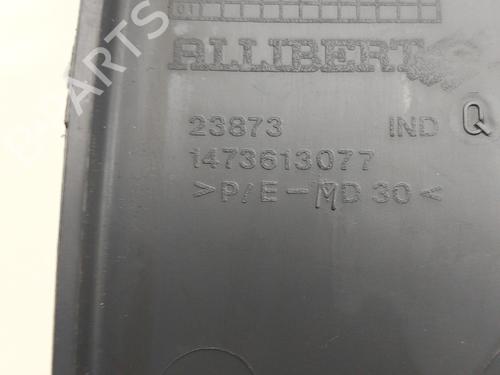 ALLIBERT
23873 IND Q
1473613077
>P/E-MD 30<